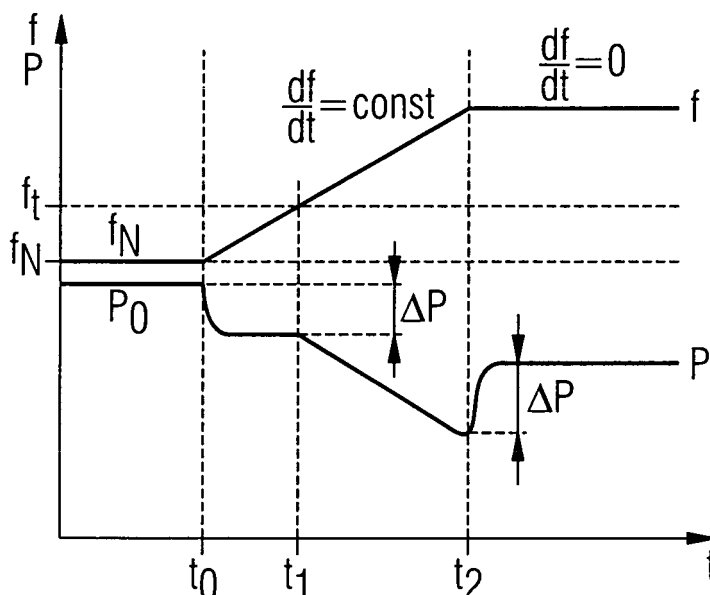 f
P
df/dt = const
df/dt = 0
f
f_t
f_N
f_N
P_0
ΔP
P
ΔP
t_0
t_1
t_2
t